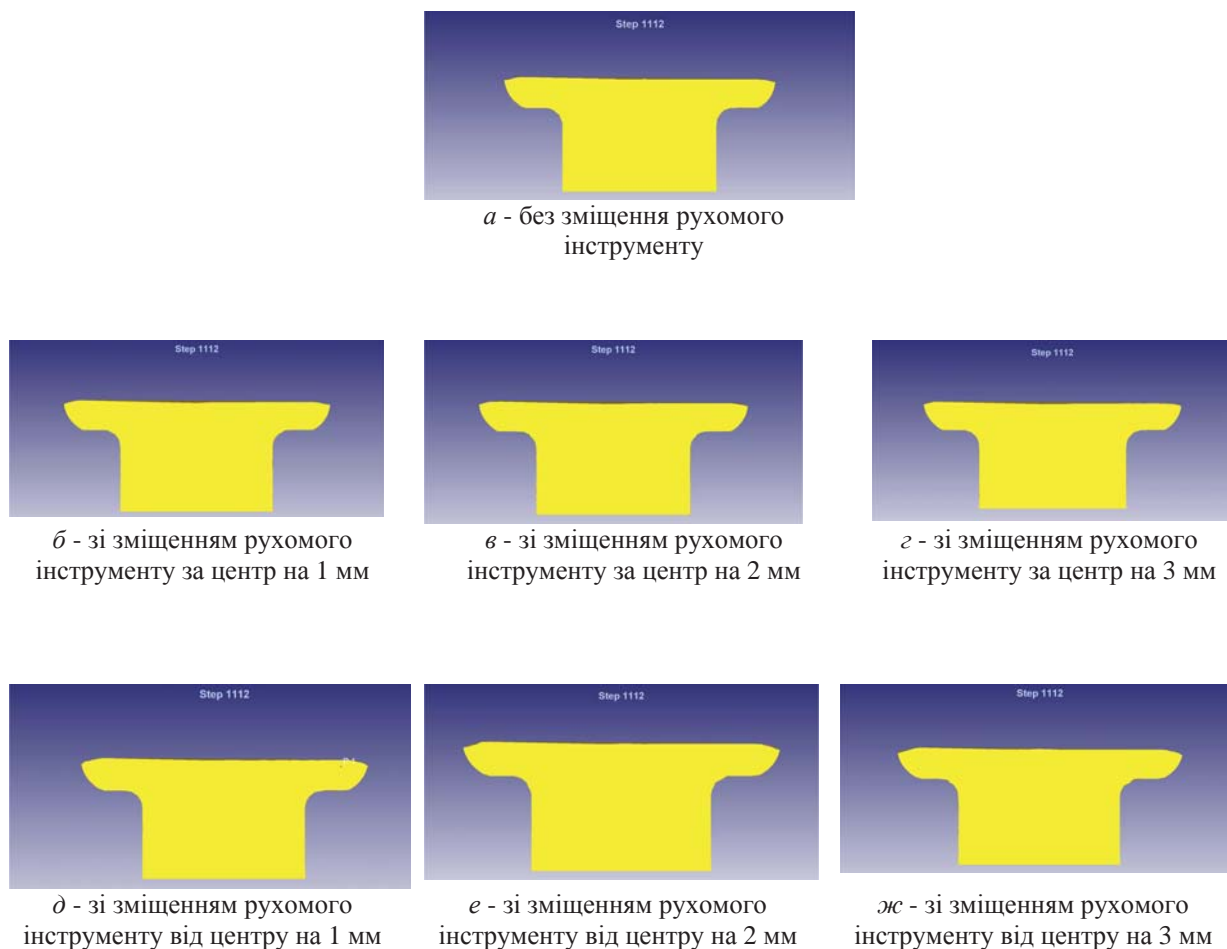 Step 1112
а - без зміщення рухомого
інструменту
Step 1112
Step 1112
Step 1112
б - зі зміщенням рухомого
інструменту за центр на 1 мм
в - зі зміщенням рухомого
інструменту за центр на 2 мм
г - зі зміщенням рухомого
інструменту за центр на 3 мм
Step 1112
Step 1112
Step 1112
д - зі зміщенням рухомого
інструменту від центру на 1 мм
е - зі зміщенням рухомого
інструменту від центру на 2 мм
ж - зі зміщенням рухомого
інструменту від центру на 3 мм